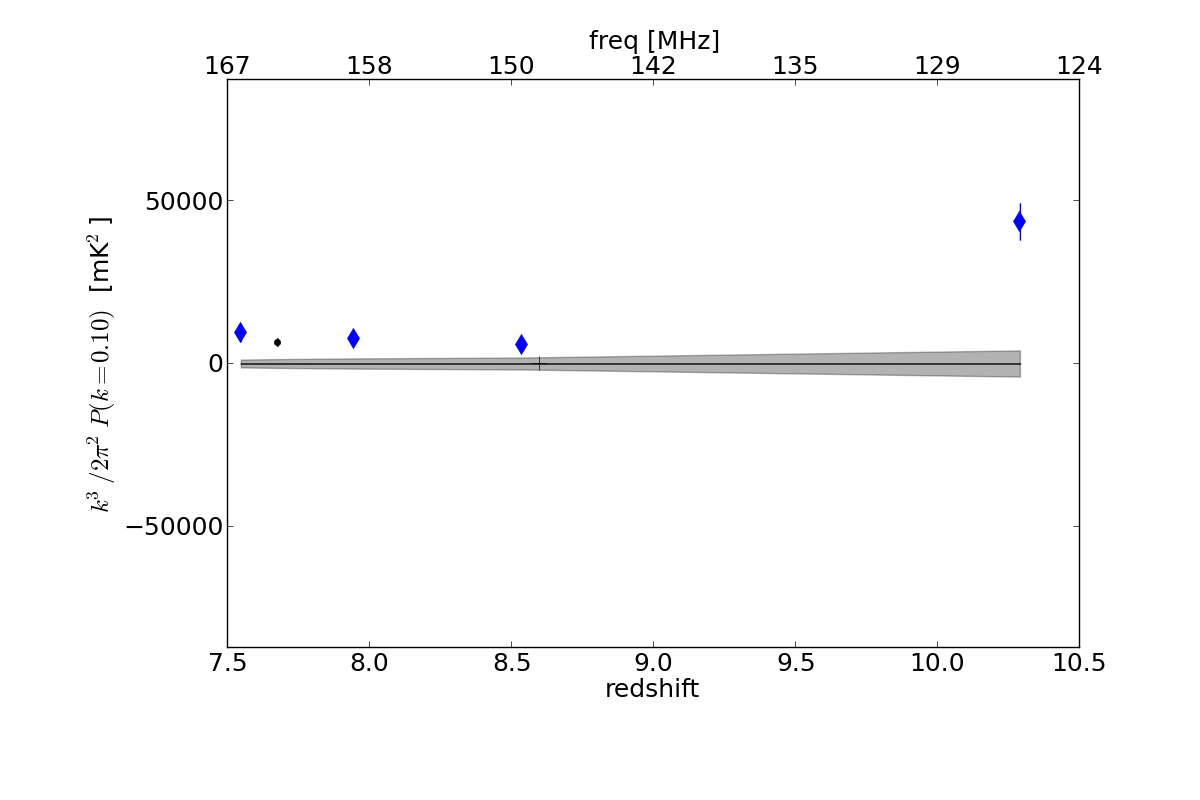 freq [MHz]
167 158 150 142 135 129 124
50000
0
−50000
k³/2π² P(k=0.10) [mK²]
7.5 8.0 8.5 9.0 9.5 10.0 10.5
redshift